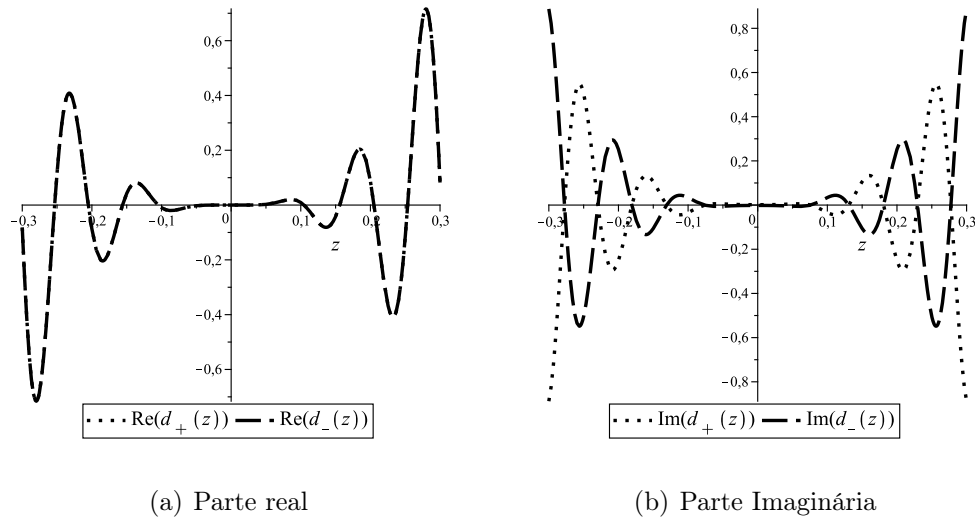 0,6
0,4
0,2
−0,3 −0,2 −0,1 0 0,1 0,2 0,3
z
−0,2
−0,4
−0,6
Re(d₊(z)) Re(d₋(z))
0,8
0,6
0,4
0,2
−0,3 −0,2 −0,1 0 0,1 0,2 0,3
z
−0,2
−0,4
−0,6
−0,8
Im(d₊(z)) Im(d₋(z))
(a) Parte real
(b) Parte Imaginária